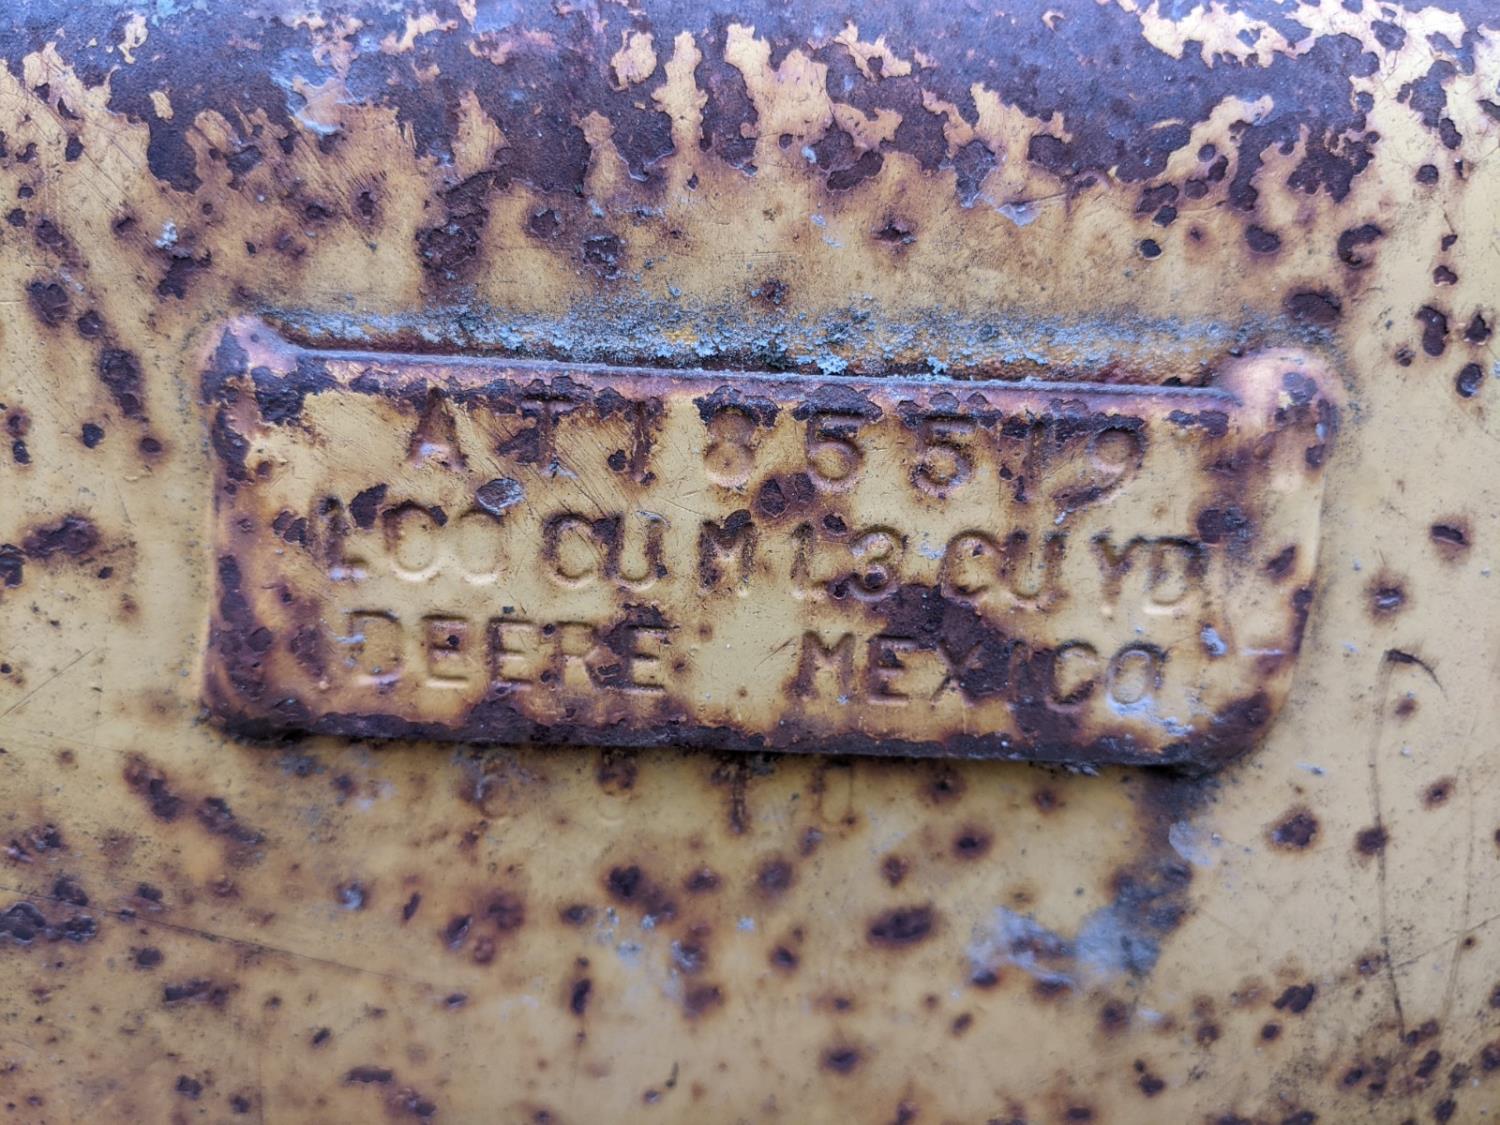 AT185519
1.00 CU M 1.3 CU YD
DEERE MEXICO